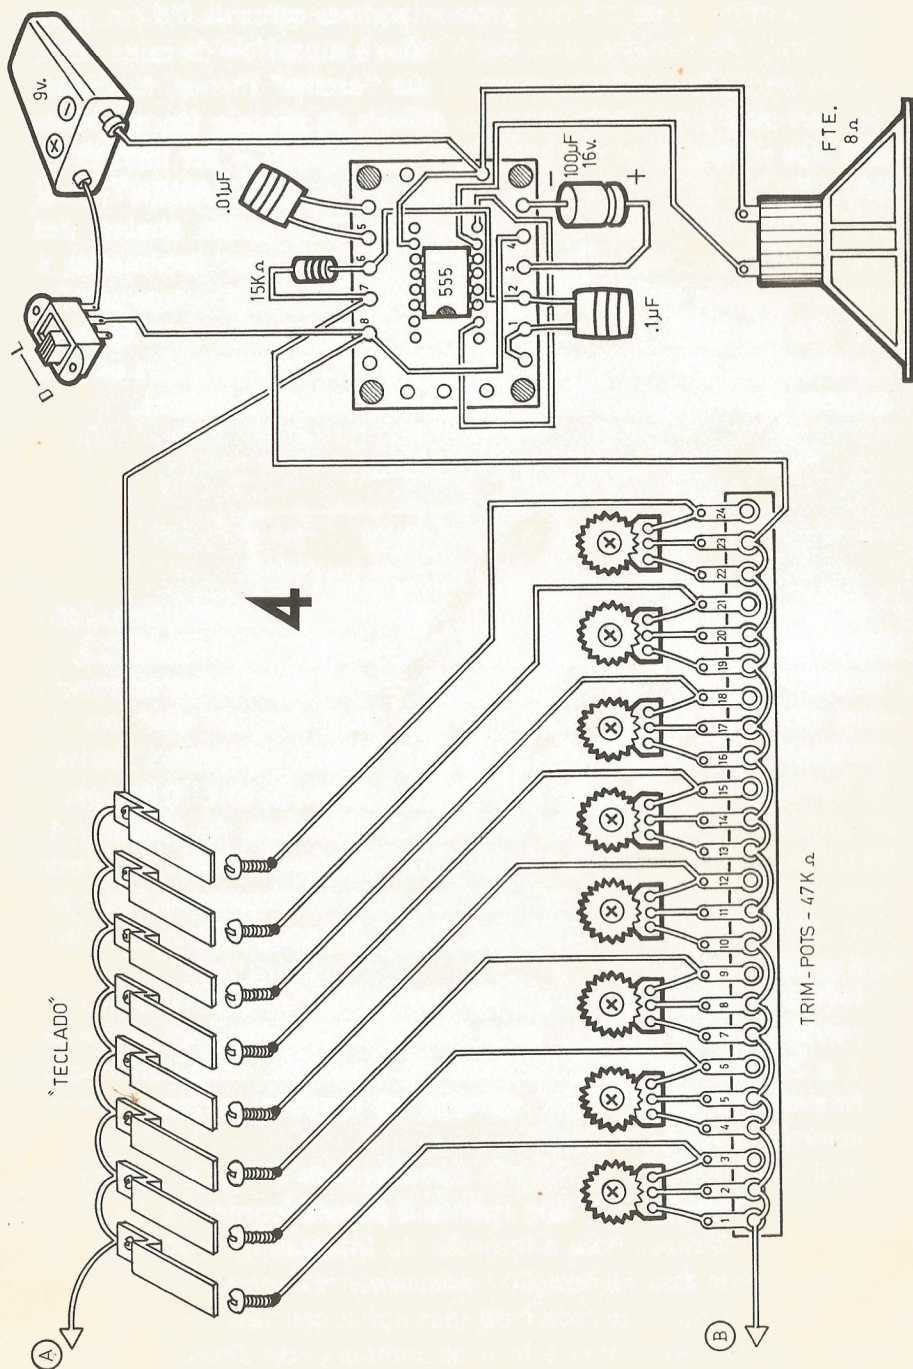 "TECLADO"
A
4
D
L
9v.
+
−
.01µF
15KΩ
8
7
6
5
555
1
2
3
4
−
100µF
16v.
+
.1µF
FTE.
8Ω
1 2 3 4 5 6 7 8 9 10 11 12 13 14 15 16 17 18 19 20 21 22 23 24
B
TRIM-POTS - 47KΩ